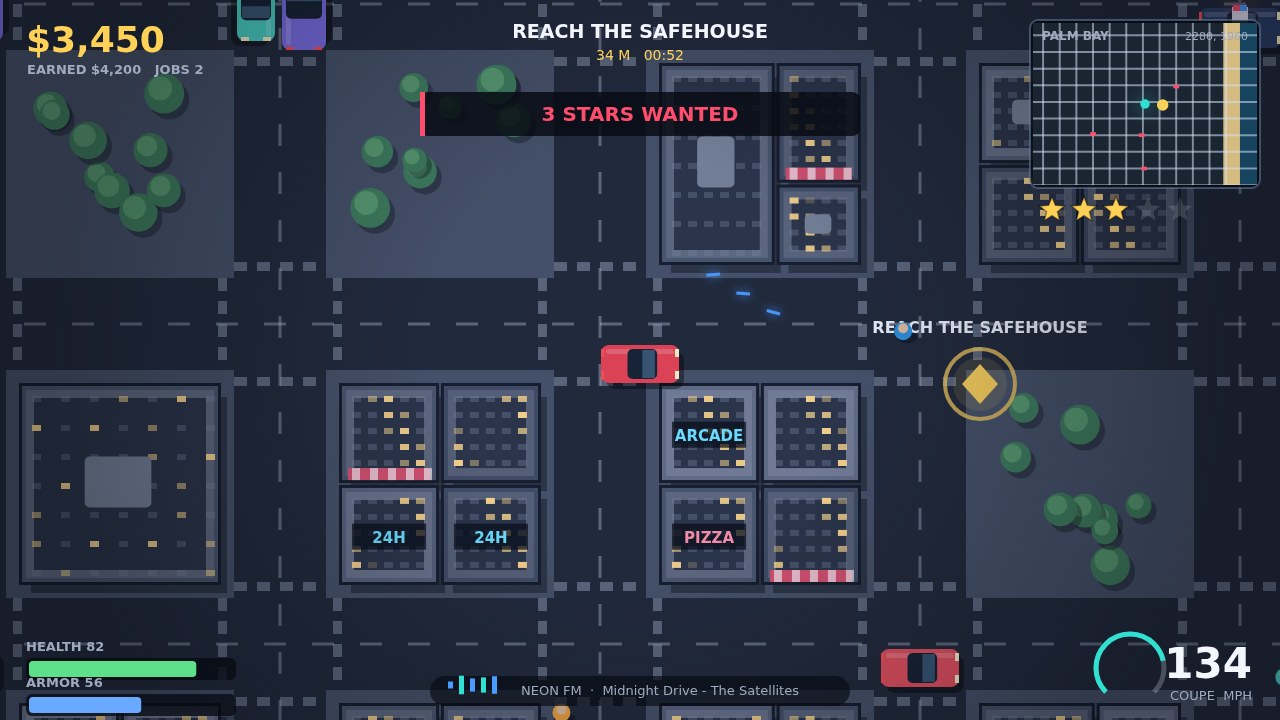 $3,450
EARNED $4,200 JOBS 2
REACH THE SAFEHOUSE
34 M 00:52
3 STARS WANTED
PALM BAY
REACH THE SAFEHOUSE
ARCADE
24H
24H
PIZZA
HEALTH 82
ARMOR 56
NEON FM · Midnight Drive - The Satellites
134
COUPE MPH